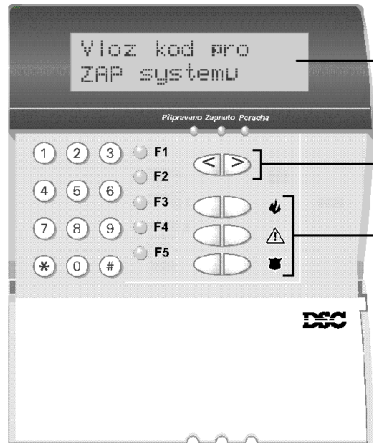 Vloz kod pro
ZAP systemu
Připraveno Zapnuto Porucha
1 2 3 F1
F2
4 5 6 F3
7 8 9 F4
* 0 # F5
< >
DSC